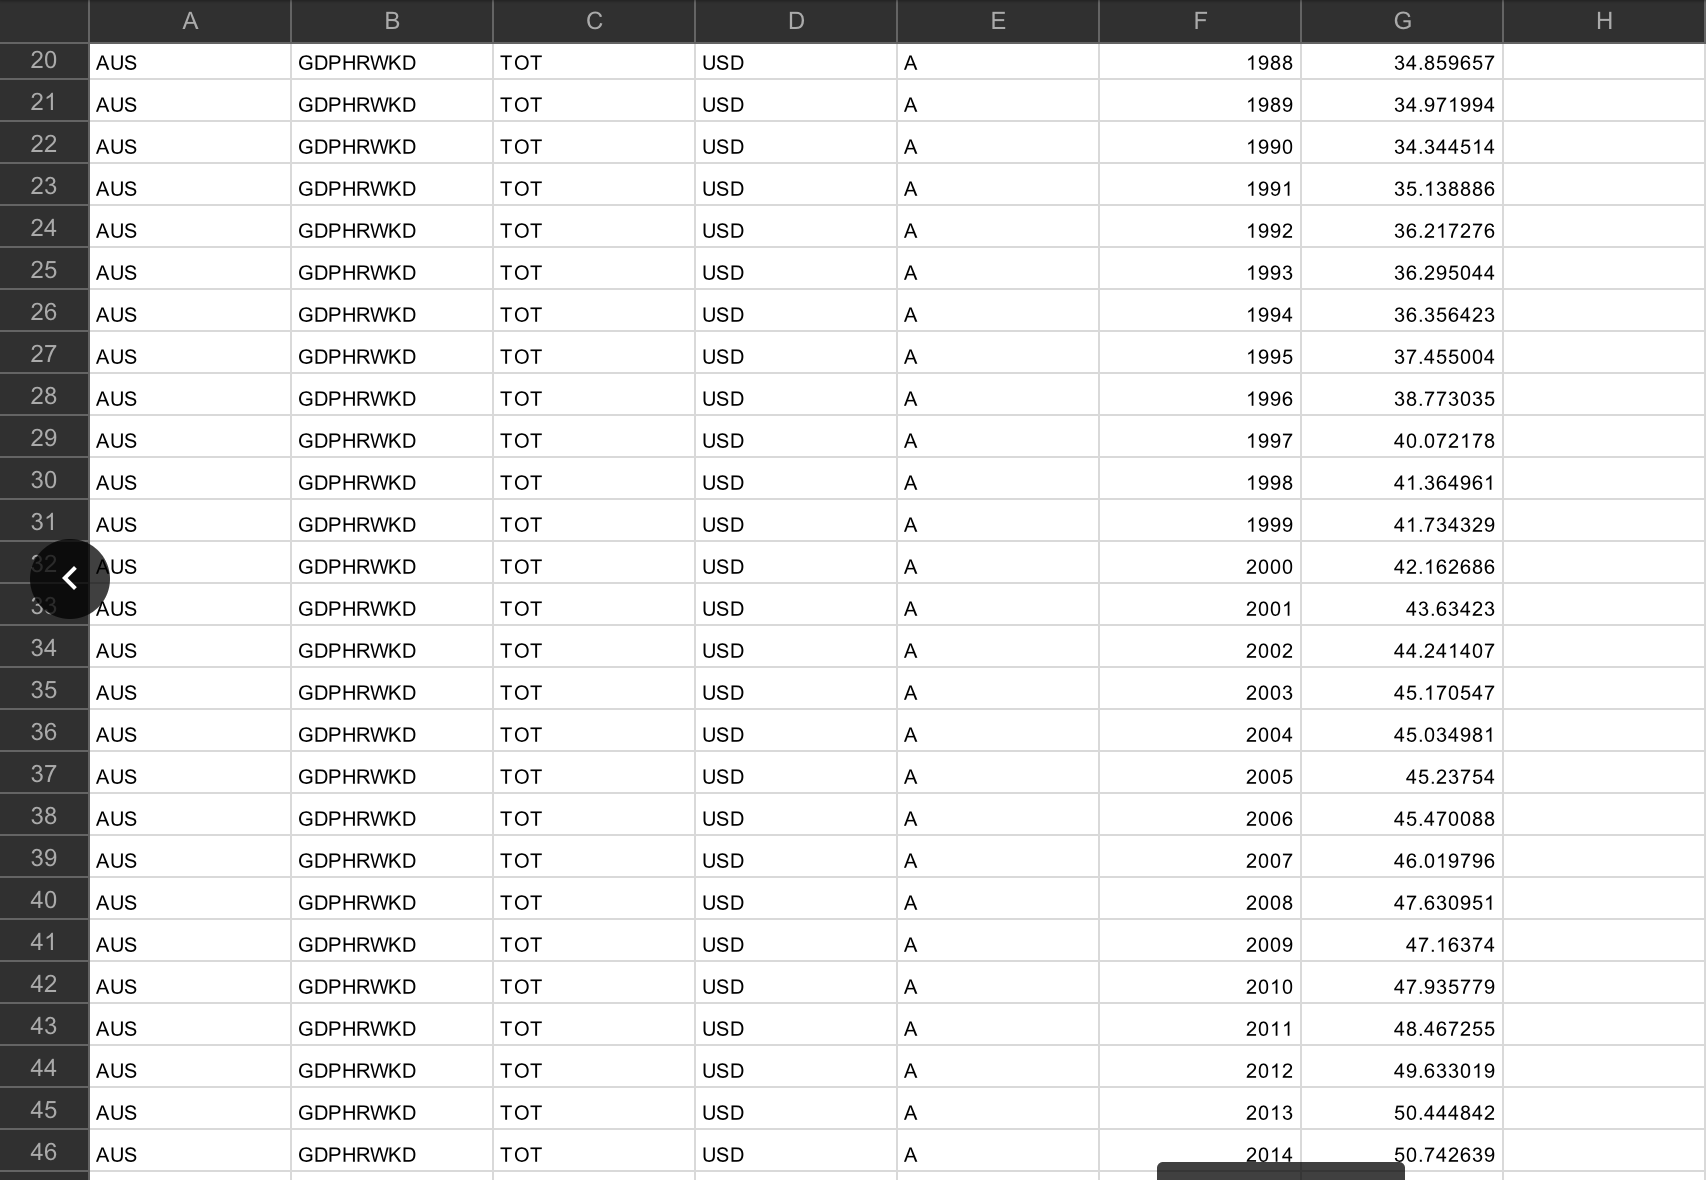 A B C D E F G H
20 AUS GDPHRWKD TOT USD A 1988 34.859657
21 AUS GDPHRWKD TOT USD A 1989 34.971994
22 AUS GDPHRWKD TOT USD A 1990 34.344514
23 AUS GDPHRWKD TOT USD A 1991 35.138886
24 AUS GDPHRWKD TOT USD A 1992 36.217276
25 AUS GDPHRWKD TOT USD A 1993 36.295044
26 AUS GDPHRWKD TOT USD A 1994 36.356423
27 AUS GDPHRWKD TOT USD A 1995 37.455004
28 AUS GDPHRWKD TOT USD A 1996 38.773035
29 AUS GDPHRWKD TOT USD A 1997 40.072178
30 AUS GDPHRWKD TOT USD A 1998 41.364961
31 AUS GDPHRWKD TOT USD A 1999 41.734329
32 AUS GDPHRWKD TOT USD A 2000 42.162686
33 AUS GDPHRWKD TOT USD A 2001 43.63423
34 AUS GDPHRWKD TOT USD A 2002 44.241407
35 AUS GDPHRWKD TOT USD A 2003 45.170547
36 AUS GDPHRWKD TOT USD A 2004 45.034981
37 AUS GDPHRWKD TOT USD A 2005 45.23754
38 AUS GDPHRWKD TOT USD A 2006 45.470088
39 AUS GDPHRWKD TOT USD A 2007 46.019796
40 AUS GDPHRWKD TOT USD A 2008 47.630951
41 AUS GDPHRWKD TOT USD A 2009 47.16374
42 AUS GDPHRWKD TOT USD A 2010 47.935779
43 AUS GDPHRWKD TOT USD A 2011 48.467255
44 AUS GDPHRWKD TOT USD A 2012 49.633019
45 AUS GDPHRWKD TOT USD A 2013 50.444842
46 AUS GDPHRWKD TOT USD A 2014 50.742639